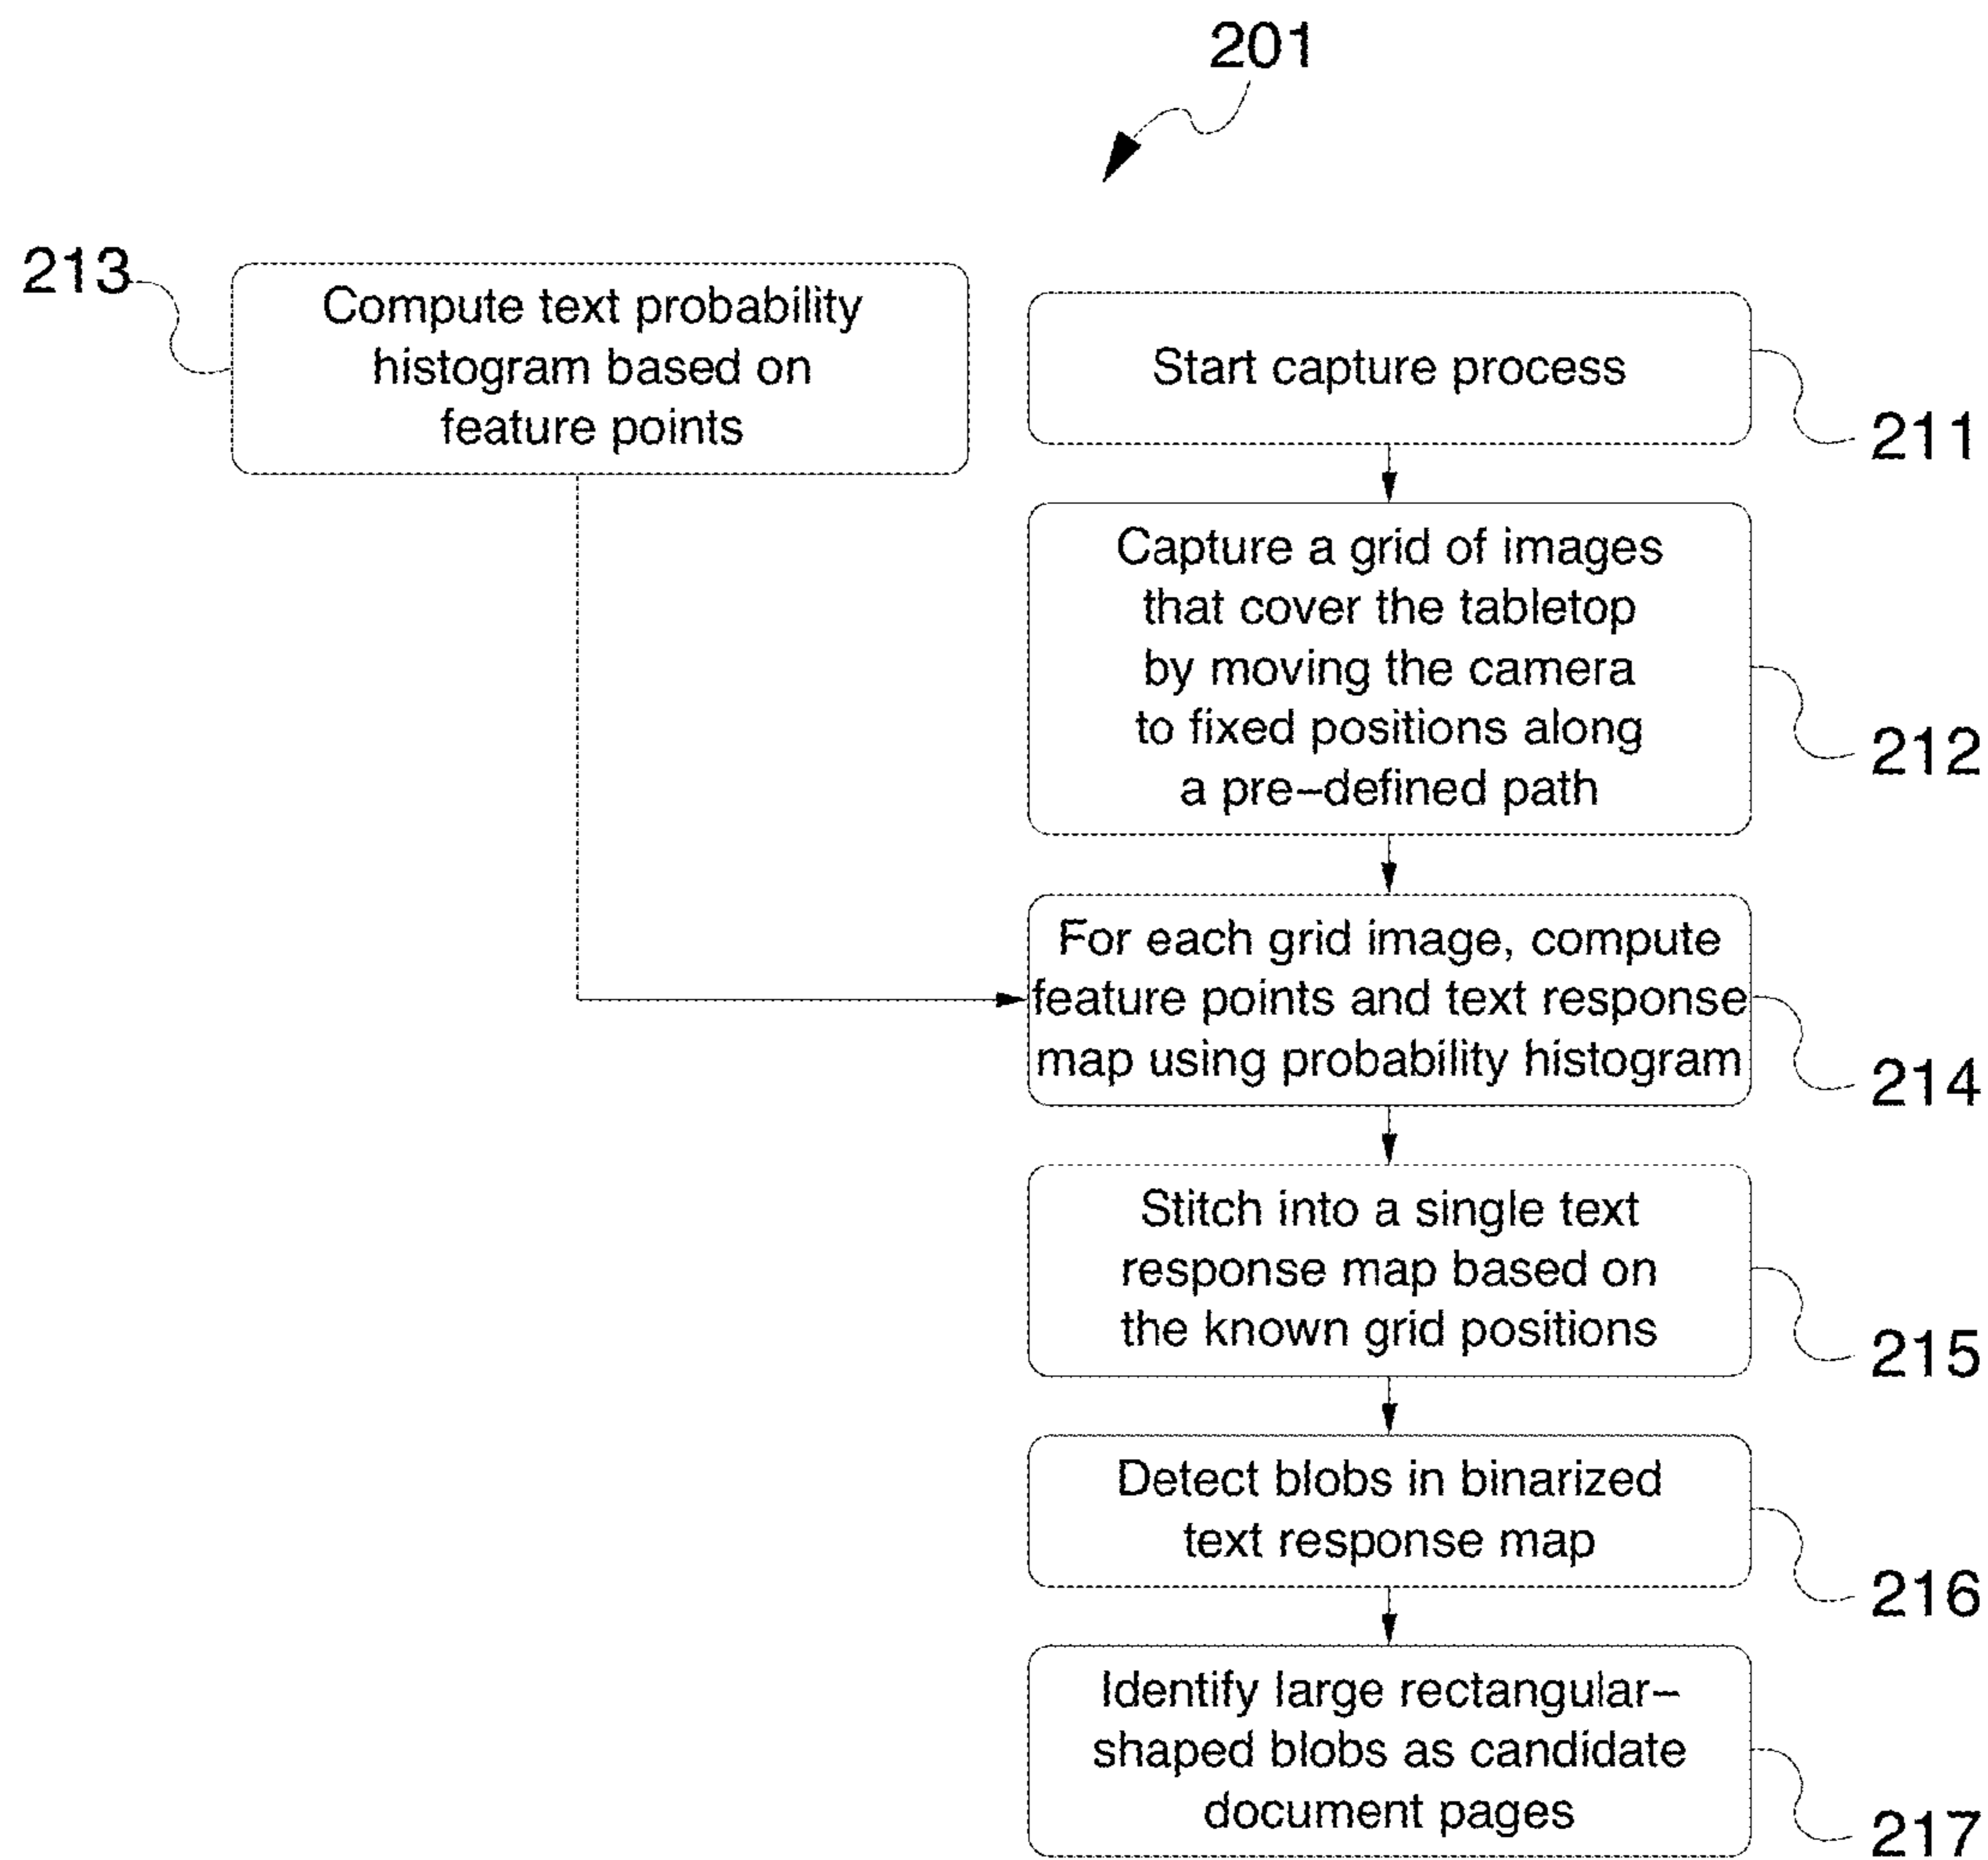 201
213
Compute text probability
histogram based on
feature points
Start capture process
211
Capture a grid of images
that cover the tabletop
by moving the camera
to fixed positions along
a pre–defined path
212
For each grid image, compute
feature points and text response
map using probability histogram
214
Stitch into a single text
response map based on
the known grid positions
215
Detect blobs in binarized
text response map
216
Identify large rectangular–
shaped blobs as candidate
document pages
217